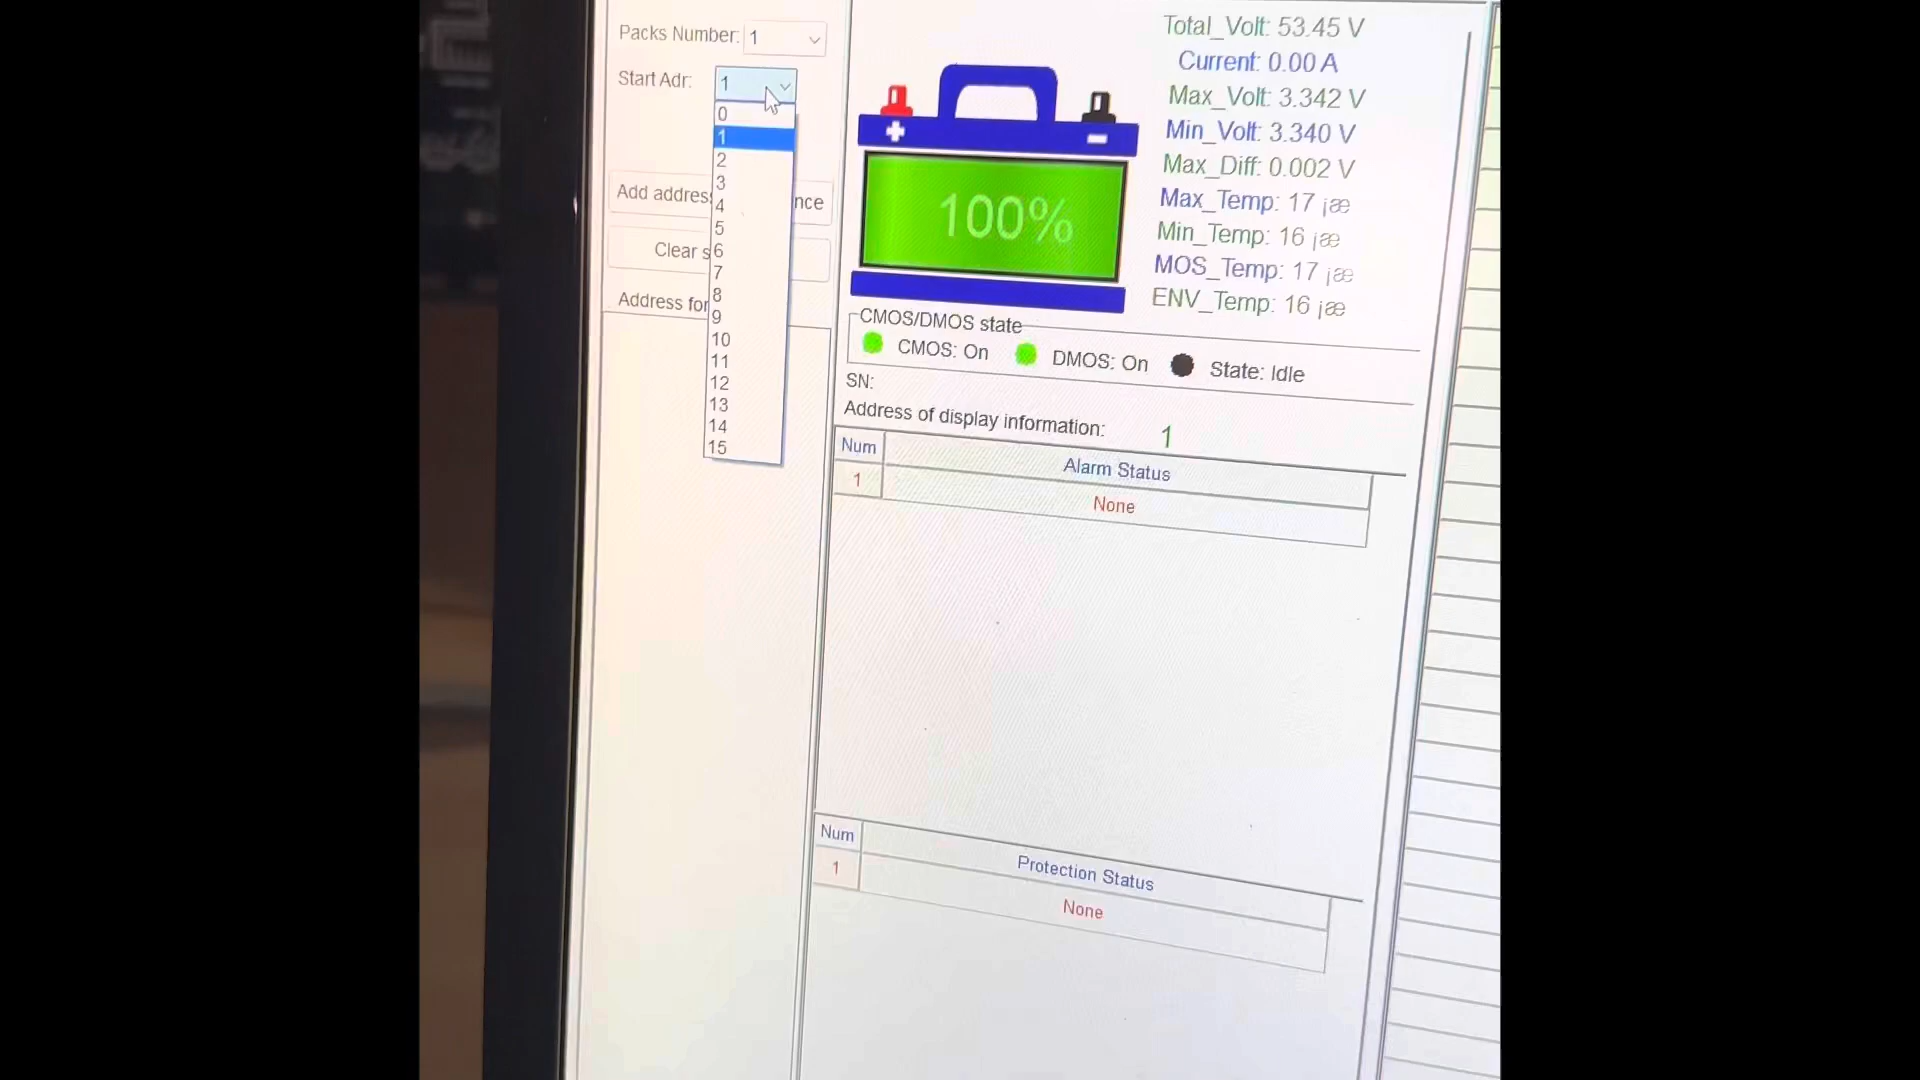 Packs Number: 1
Start Adr: 1
0
1
2
3
4
5
6
7
8
9
10
11
12
13
14
15
Add addres
nce
Clear s
Address for
100%
Total_Volt: 53.45 V
Current: 0.00 A
Max_Volt: 3.342 V
Min_Volt: 3.340 V
Max_Diff: 0.002 V
Max_Temp: 17 ¡æ
Min_Temp: 16 ¡æ
MOS_Temp: 17 ¡æ
ENV_Temp: 16 ¡æ
CMOS/DMOS state
CMOS: On DMOS: On State: Idle
SN:
Address of display information: 1
Num Alarm Status
1 None
Num Protection Status
1 None